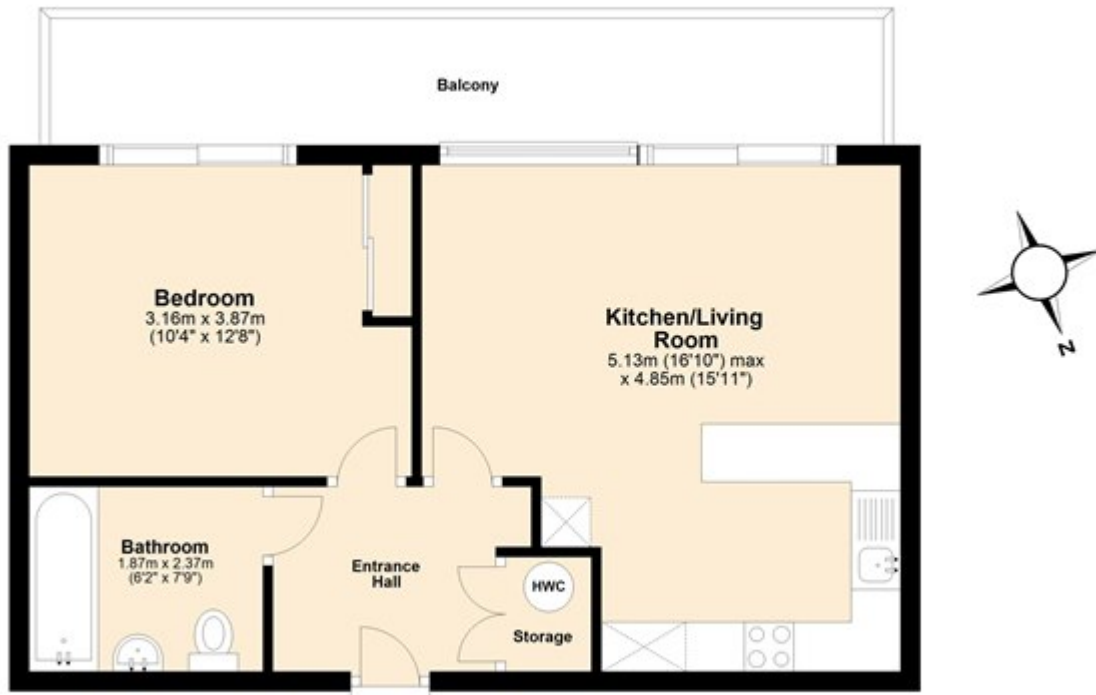 Balcony
Bedroom
3.16m x 3.87m
(10'4" x 12'8")
Kitchen/Living
Room
5.13m (16'10") max
x 4.85m (15'11")
N
Bathroom
1.87m x 2.37m
(6'2" x 7'9")
Entrance
Hall
HWC
Storage